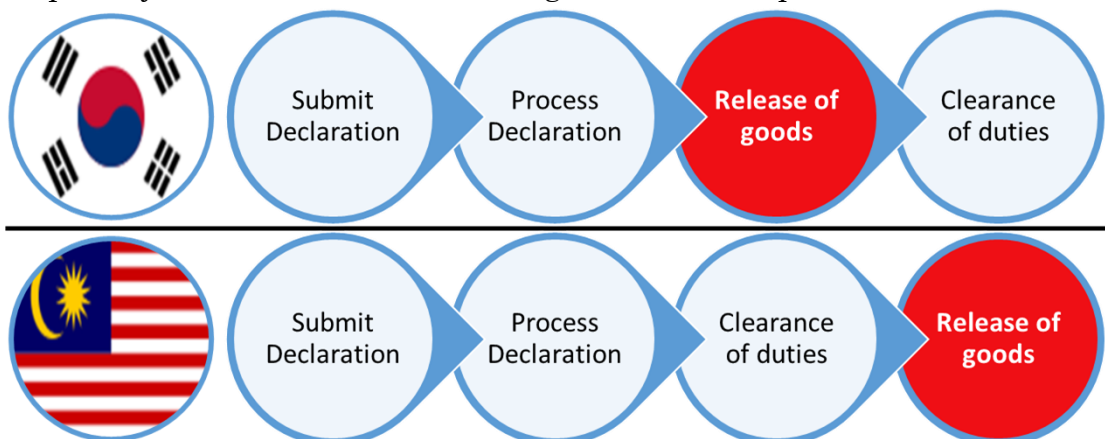 Submit
Declaration
Process
Declaration
Release of
goods
Clearance
of duties
Submit
Declaration
Process
Declaration
Clearance
of duties
Release of
goods